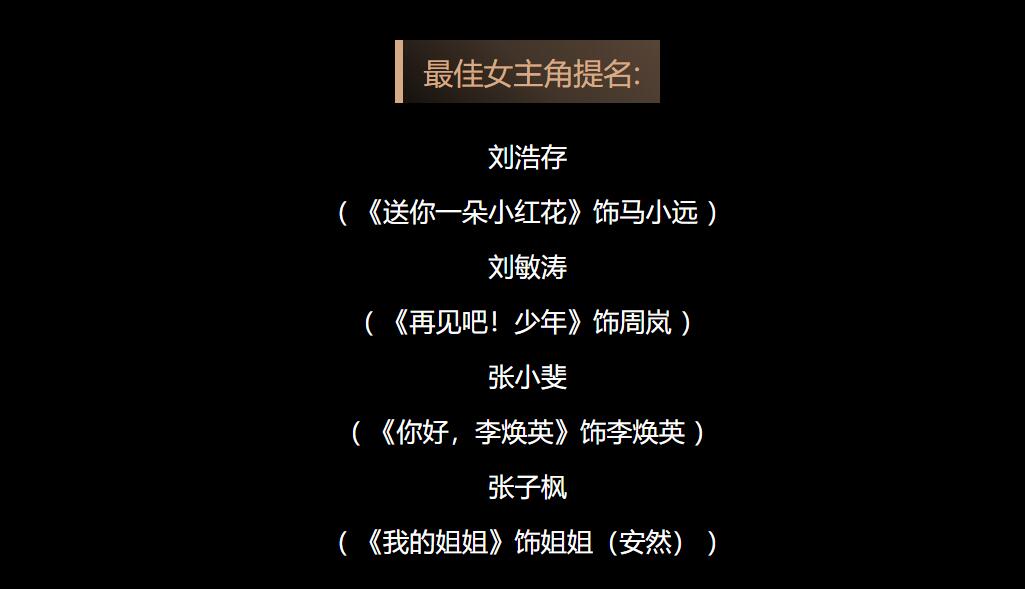 最佳女主角提名:
刘浩存
（《送你一朵小红花》饰马小远 ）
刘敏涛
（《再见吧！少年》饰周岚 ）
张小斐
（《你好，李焕英》饰李焕英 ）
张子枫
（《我的姐姐》饰姐姐（安然） ）